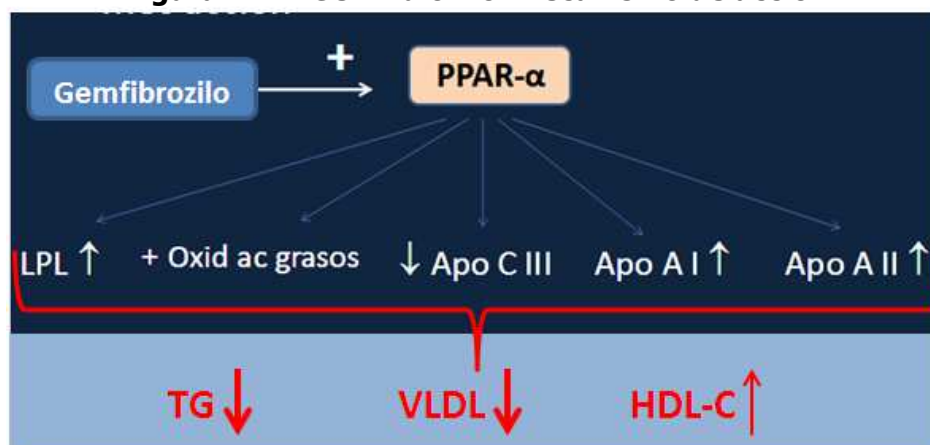 +
PPAR-α
Gemfibrozilo
LPL ↑ + Oxid ac grasos ↓ Apo C III Apo A I ↑ Apo A II ↑
TG ↓ VLDL ↓ HDL-C ↑